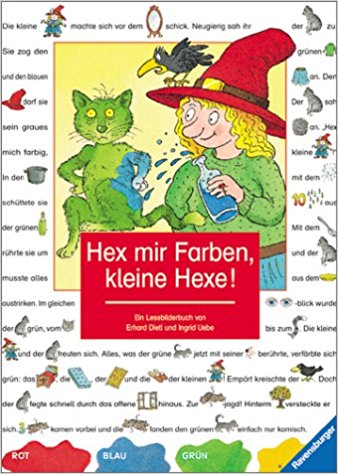 Die kleine machte sich vor dem schick. Neugierig sah ihr der
Sie zog den grünen
und den blauen an. Den
darf sie Der sah
sein graues an. „Hex
mich farbig, kleine
In den mit dem
schüttete sie 10 aus
der grünen Mit dem
rührte sie um und der
musste alles aus dem
austrinken. Im gleichen -blick wurde
der grün, vom bis zum . Die kleine
und der freuten sich. Alles, was der grüne jetzt mit seiner berührte, verfärbte sich
grün: das , der , der und die kleinen ! Empört kreischte der . Doch
der fegte schnell durch das offene hinaus. Zur Jagd! Hinterm versteckte er
sich. kamen vorbei und die fanden den grünen einfach nur komisch.
Hex mir Farben,
kleine Hexe!
Ein Lesebilderbuch von
Erhard Dietl und Ingrid Uebe
ROT BLAU GRÜN
Ravensburger